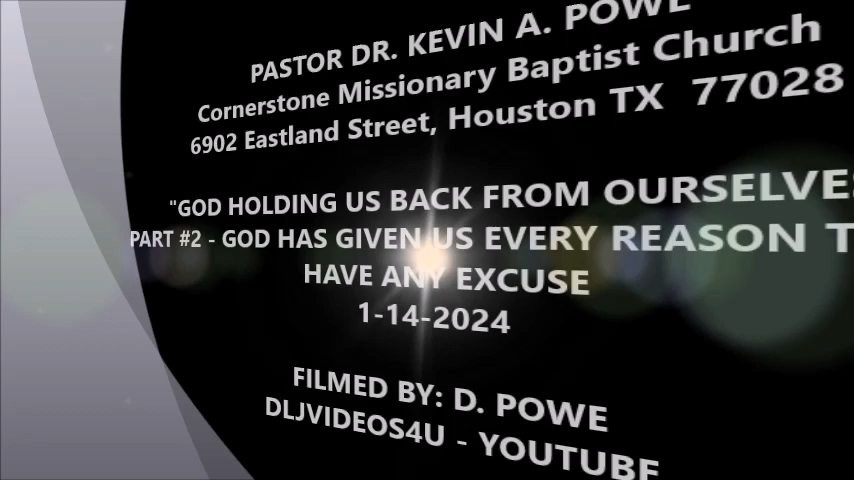 PASTOR DR. KEVIN A. POWE
Cornerstone Missionary Baptist Church
6902 Eastland Street, Houston TX 77028
"GOD HOLDING US BACK FROM OURSELVES
PART #2 - GOD HAS GIVEN US EVERY REASON T
HAVE ANY EXCUSE
1-14-2024
FILMED BY: D. POWE
DLJVIDEOS4U - YOUTUBE